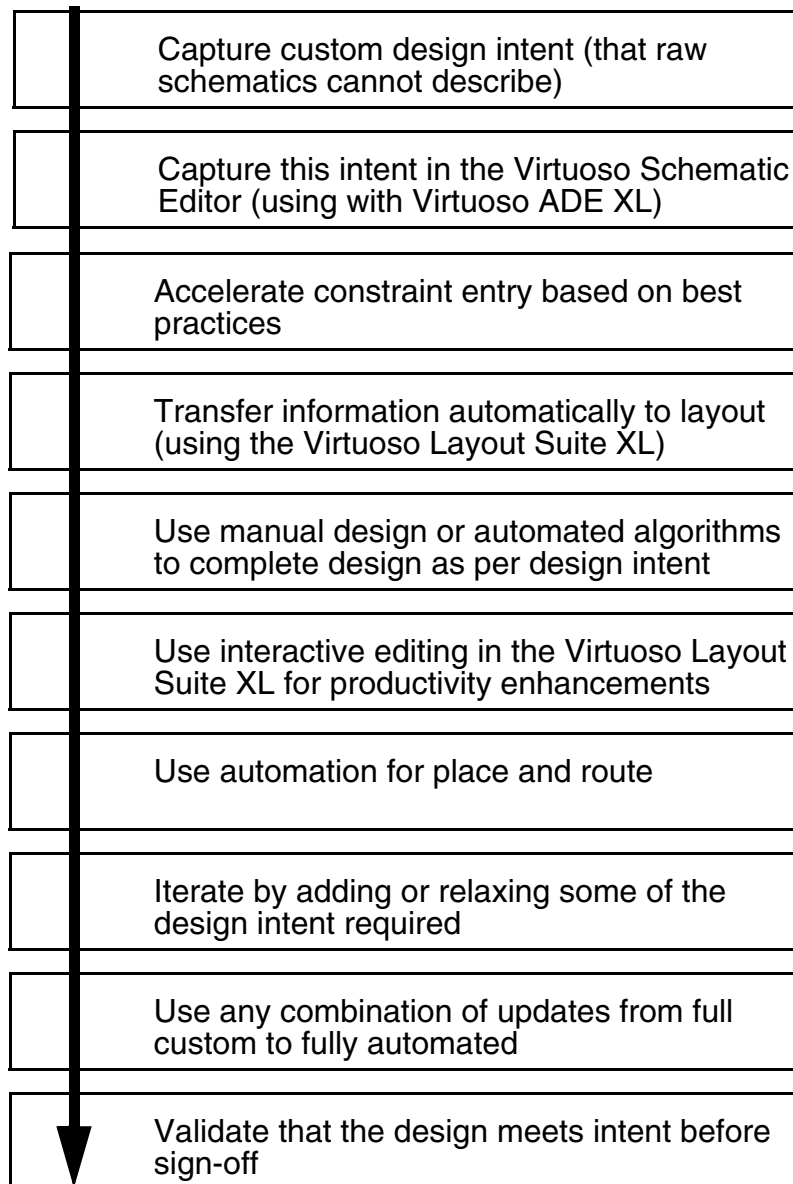 Capture custom design intent (that raw
schematics cannot describe)
Capture this intent in the Virtuoso Schematic
Editor (using with Virtuoso ADE XL)
Accelerate constraint entry based on best
practices
Transfer information automatically to layout
(using the Virtuoso Layout Suite XL)
Use manual design or automated algorithms
to complete design as per design intent
Use interactive editing in the Virtuoso Layout
Suite XL for productivity enhancements
Use automation for place and route
Iterate by adding or relaxing some of the
design intent required
Use any combination of updates from full
custom to fully automated
Validate that the design meets intent before
sign-off